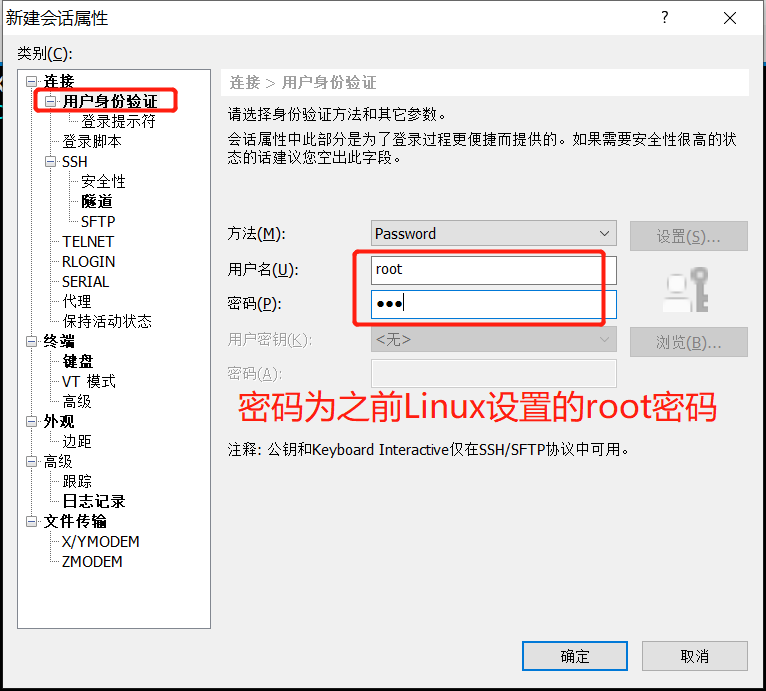 新建会话属性
类别(C):
连接
用户身份验证
登录提示符
登录脚本
SSH
安全性
隧道
SFTP
TELNET
RLOGIN
SERIAL
代理
保持活动状态
终端
键盘
VT 模式
高级
外观
边距
高级
跟踪
日志记录
文件传输
X/YMODEM
ZMODEM
连接 > 用户身份验证
请选择身份验证方法和其它参数。
会话属性中此部分是为了登录过程更便捷而提供的。如果需要安全性很高的状
态的话建议您空出此字段。
方法(M):
Password
设置(S)...
用户名(U):
root
密码(P):
●●●
用户密钥(K):
<无>
浏览(B)...
密码(A):
密码为之前Linux设置的root密码
注释: 公钥和Keyboard Interactive仅在SSH/SFTP协议中可用。
确定
取消